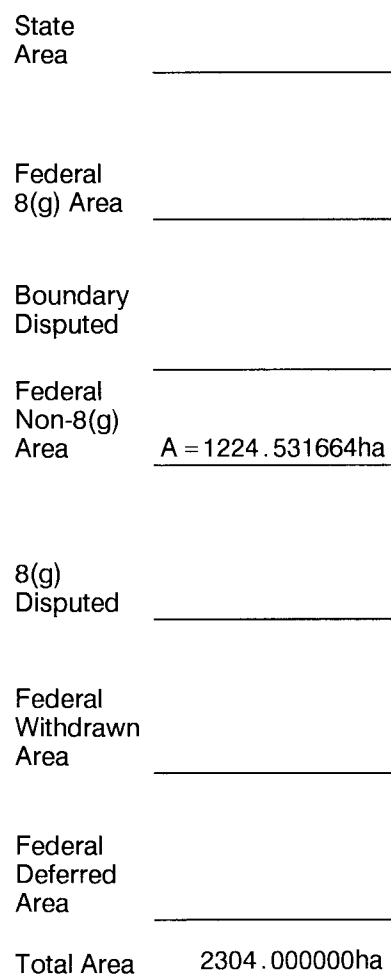 State
Area
Federal
8(g) Area
Boundary
Disputed
Federal
Non-8(g)
Area A = 1224.531664ha
8(g)
Disputed
Federal
Withdrawn
Area
Federal
Deferred
Area
Total Area 2304.000000ha